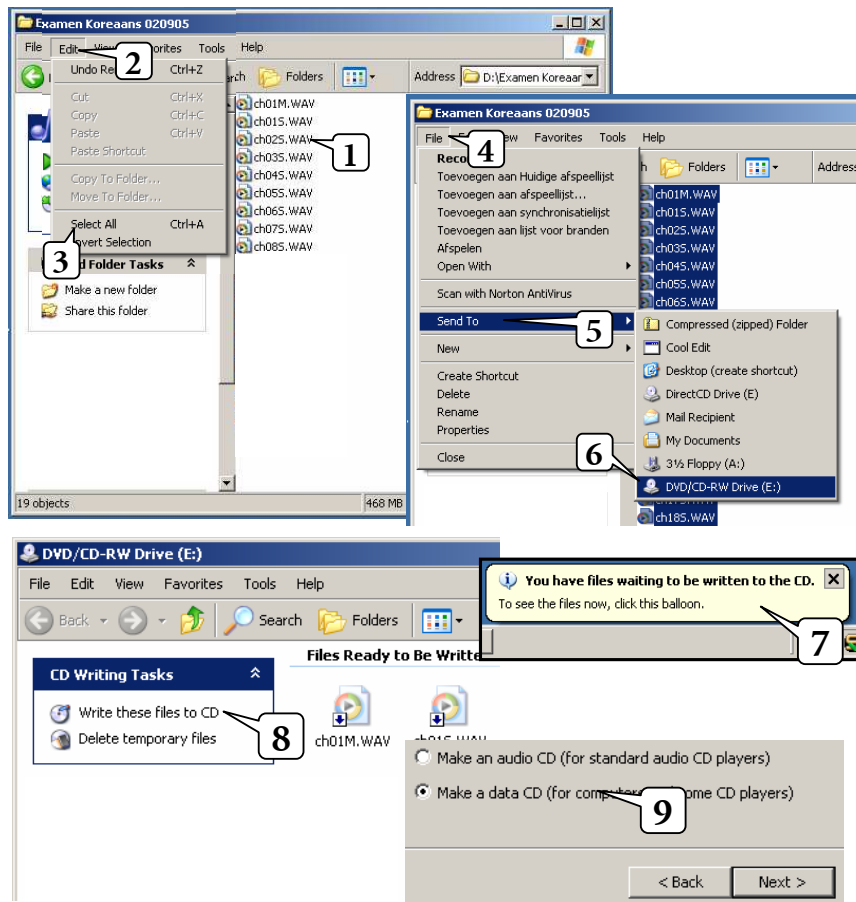 Examen Koreaans 020905
File Edit Favorites Tools Help
2
Undo Ctrl+Z
Folders
Address D:\Examen Koreaar
Cut Ctrl+X
Copy Ctrl+C
Paste Ctrl+V
Paste Shortcut
Copy To Folder...
Move To Folder...
Select All Ctrl+A
Invert Selection
3
Folder Tasks
Make a new folder
Share this folder
ch01M.WAV
ch01S.WAV
ch02S.WAV
1
ch03S.WAV
ch04S.WAV
ch05S.WAV
ch06S.WAV
ch07S.WAV
ch08S.WAV
19 objects 468 MB
Examen Koreaans 020905
File Favorites Tools Help
4
Folders Address
Toevoegen aan Huidige afspeellijst
Toevoegen aan afspeellijst...
Toevoegen aan synchronisatielijst
Toevoegen aan lijst voor branden
Afspelen
Open With
Scan with Norton AntiVirus
Send To
5
New
Create Shortcut
Delete
Rename
Properties
Close
6
ch01M.WAV
ch01S.WAV
ch02S.WAV
ch03S.WAV
ch04S.WAV
ch05S.WAV
ch06S.WAV
Compressed (zipped) Folder
Cool Edit
Desktop (create shortcut)
DirectCD Drive (E)
Mail Recipient
My Documents
3½ Floppy (A:)
DVD/CD-RW Drive (E:)
ch18S.WAV
DVD/CD-RW Drive (E:)
File Edit View Favorites Tools Help
Back Search Folders
CD Writing Tasks
Write these files to CD
8
Delete temporary files
Files Ready to Be Writte
ch01M.WAV ch01S.WAV
You have files waiting to be written to the CD.
To see the files now, click this balloon.
7
Make an audio CD (for standard audio CD players)
Make a data CD (for computers some CD players)
9
< Back Next >